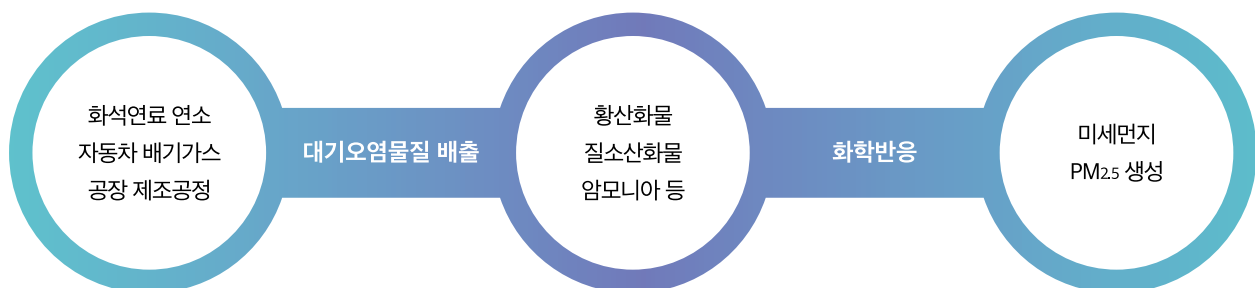 화석연료 연소
자동차 배기가스
공장 제조공정
대기오염물질 배출
황산화물
질소산화물
암모니아 등
화학반응
미세먼지
PM2.5 생성